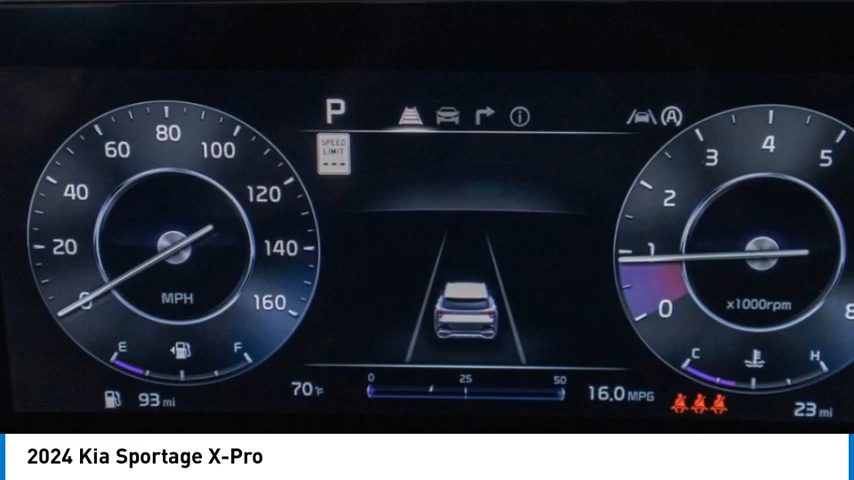 P
SPEED
LIMIT
---
0
20
40
60
80
100
120
140
160
MPH
E
F
93 mi
70°F
0
25
50
16.0 MPG
A
0
1
2
3
4
5
8
x1000rpm
C
H
23 mi
2024 Kia Sportage X-Pro